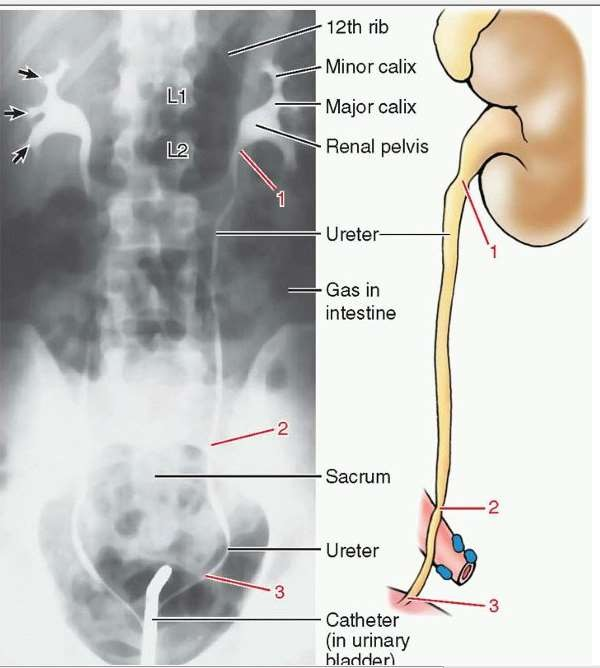 12th rib
Minor calix
L1
Major calix
L2
Renal pelvis
1
1
Ureter
Gas in
intestine
2
Sacrum
2
Ureter
3
3
Catheter
(in urinary
bladder)